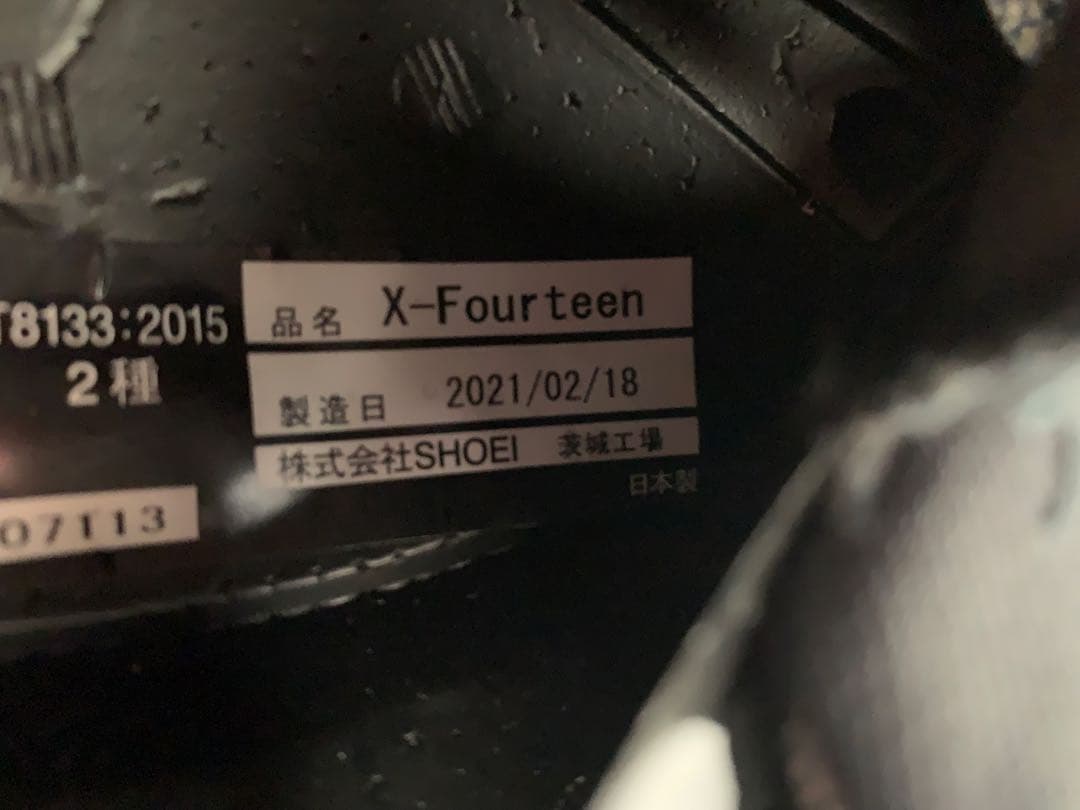 T8133:2015
2種
品名 X-Fourteen
製造日 2021/02/18
株式会社SHOEI 茨城工場
日本製
07113